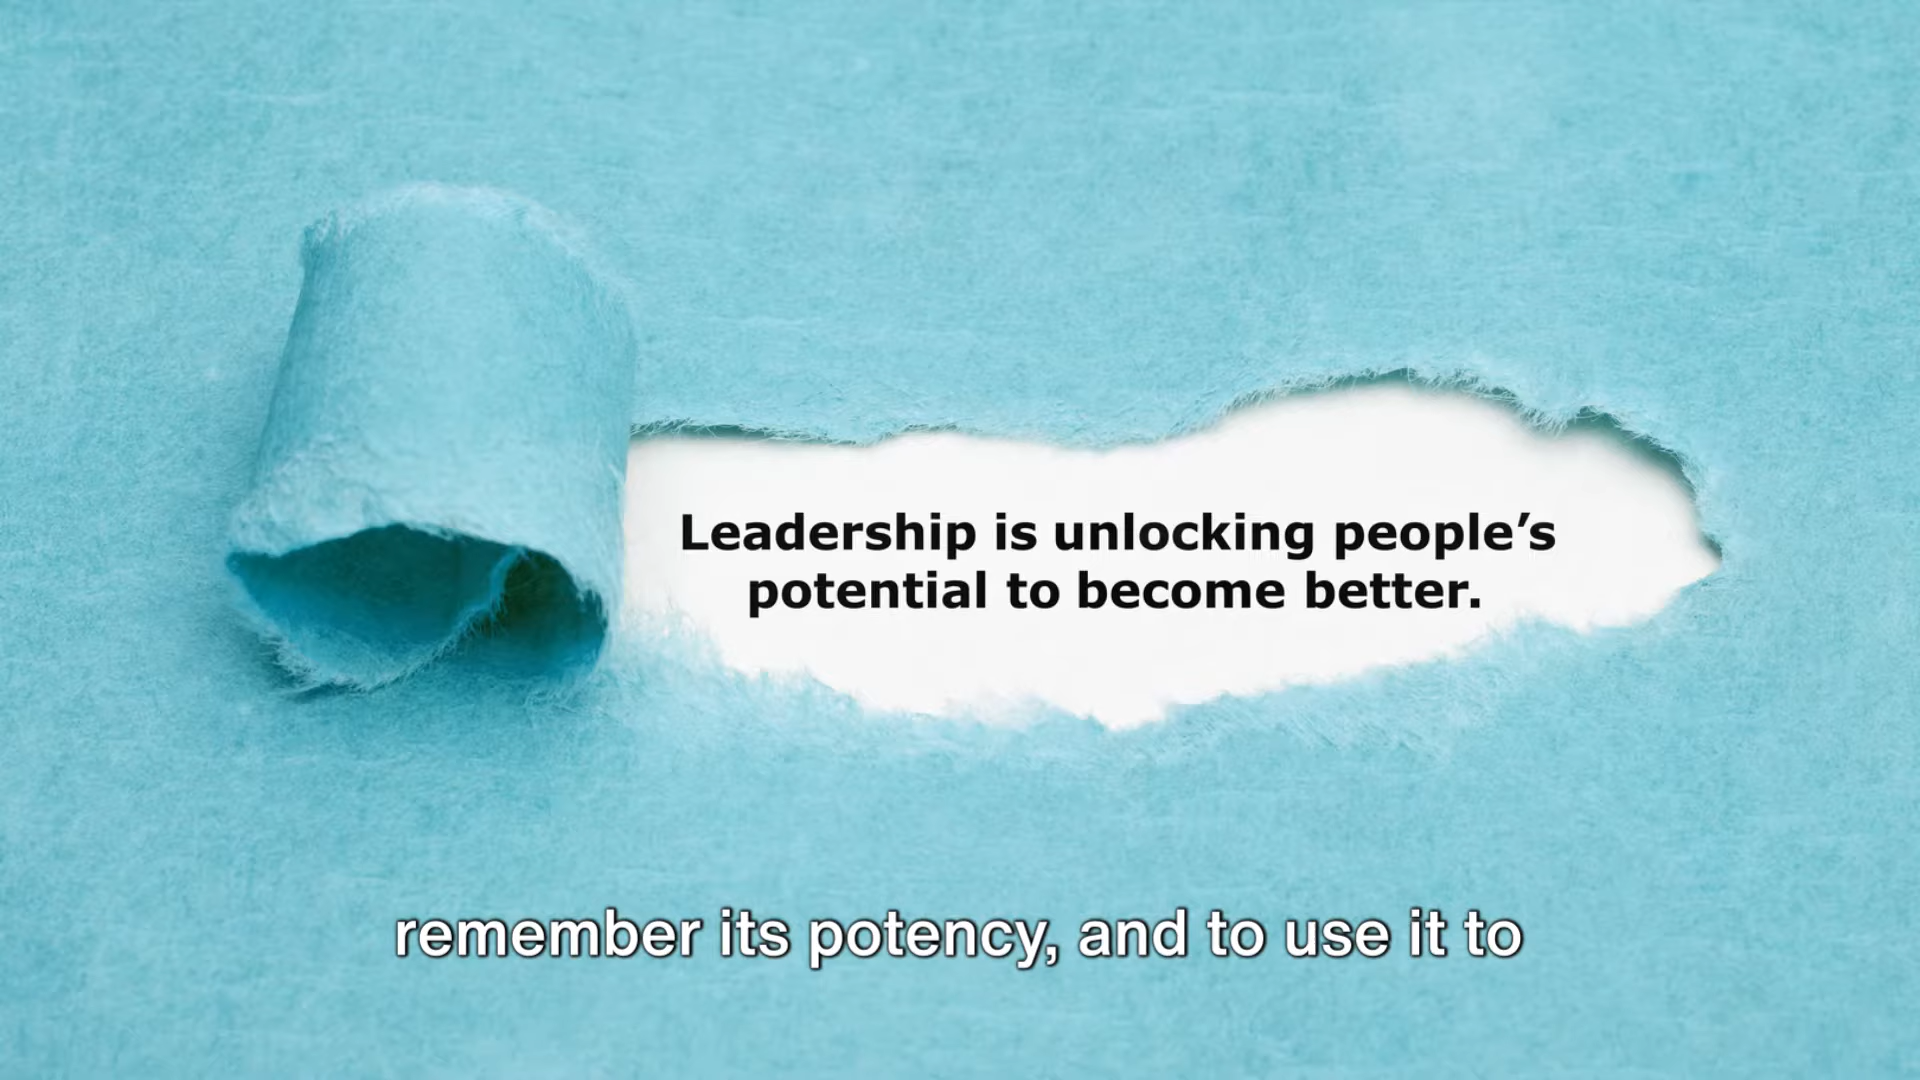 Leadership is unlocking people’s
potential to become better.
remember its potency, and to use it to